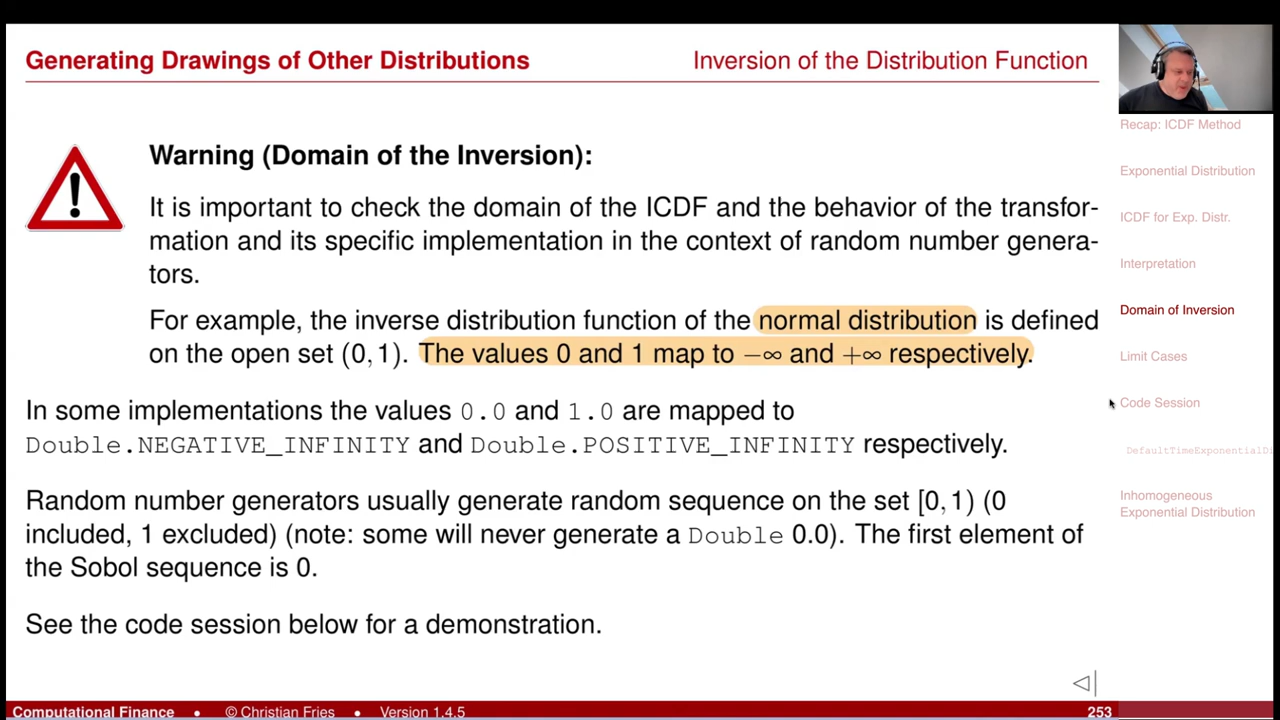 Generating Drawings of Other Distributions
Inversion of the Distribution Function
Warning (Domain of the Inversion):
It is important to check the domain of the ICDF and the behavior of the transfor-
mation and its specific implementation in the context of random number genera-
tors.
For example, the inverse distribution function of the normal distribution is defined
on the open set (0, 1). The values 0 and 1 map to −∞ and +∞ respectively.
In some implementations the values 0.0 and 1.0 are mapped to
Double.NEGATIVE_INFINITY and Double.POSITIVE_INFINITY respectively.
Random number generators usually generate random sequence on the set [0, 1) (0
included, 1 excluded) (note: some will never generate a Double 0.0). The first element of
the Sobol sequence is 0.
See the code session below for a demonstration.
Recap: ICDF Method
Exponential Distribution
ICDF for Exp. Distr.
Interpretation
Domain of Inversion
Limit Cases
Code Session
DefaultTimeExponentialDi
Inhomogeneous
Exponential Distribution
Computational Finance • © Christian Fries • Version 1.4.5
253